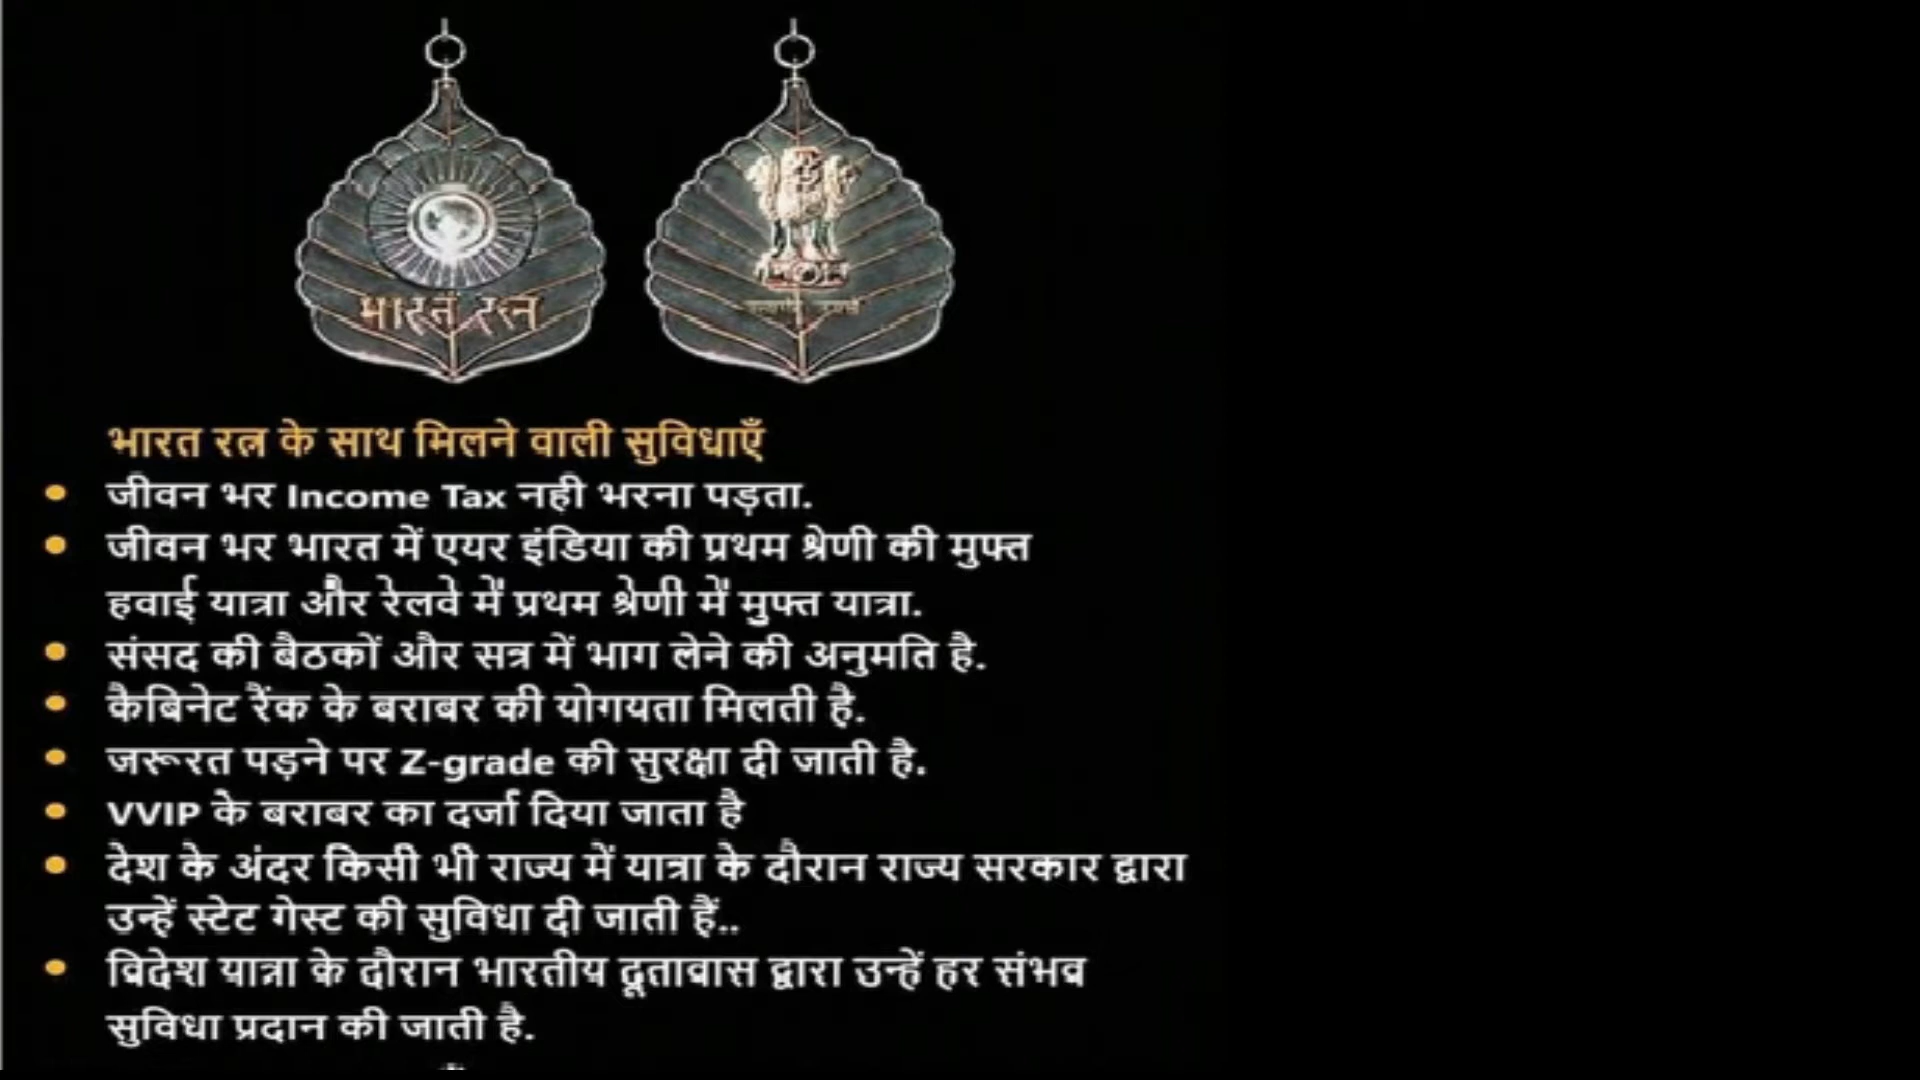 भारत रत्न
भारत रत्न के साथ मिलने वाली सुविधाएँ
• जीवन भर Income Tax नही भरना पड़ता.
• जीवन भर भारत में एयर इंडिया की प्रथम श्रेणी की मुफ्त
हवाई यात्रा और रेलवे में प्रथम श्रेणी में मुफ्त यात्रा.
• संसद की बैठकों और सत्र में भाग लेने की अनुमति है.
• कैबिनेट रैंक के बराबर की योगयता मिलती है.
• जरूरत पड़ने पर Z-grade की सुरक्षा दी जाती है.
• VVIP के बराबर का दर्जा दिया जाता है
• देश के अंदर किसी भी राज्य में यात्रा के दौरान राज्य सरकार द्वारा
उन्हें स्टेट गेस्ट की सुविधा दी जाती हैं..
• विदेश यात्रा के दौरान भारतीय दूतावास द्वारा उन्हें हर संभव
सुविधा प्रदान की जाती है.